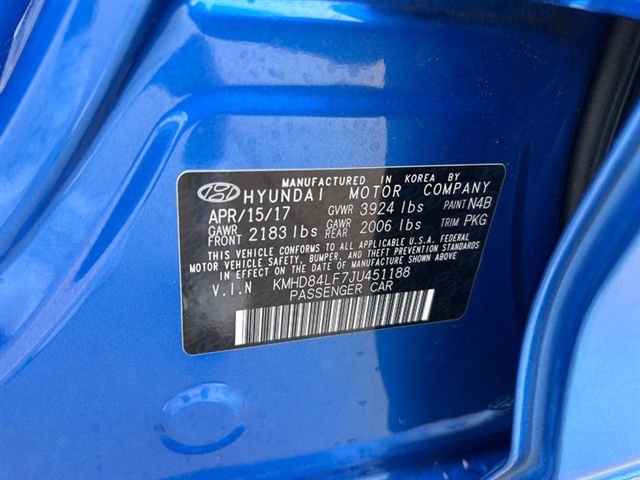 MANUFACTURED IN KOREA BY
HYUNDAI MOTOR COMPANY
APR/15/17 GVWR 3924 lbs PAINT N4B
GAWR FRONT 2183 lbs GAWR REAR 2006 lbs TRIM PKG
THIS VEHICLE CONFORMS TO ALL APPLICABLE U.S.A. FEDERAL
MOTOR VEHICLE SAFETY, BUMPER, AND THEFT PREVENTION STANDARDS
IN EFFECT ON THE DATE OF MANUFACTURE SHOWN ABOVE.
V.I.N KMHD84LF7JU451188
PASSENGER CAR